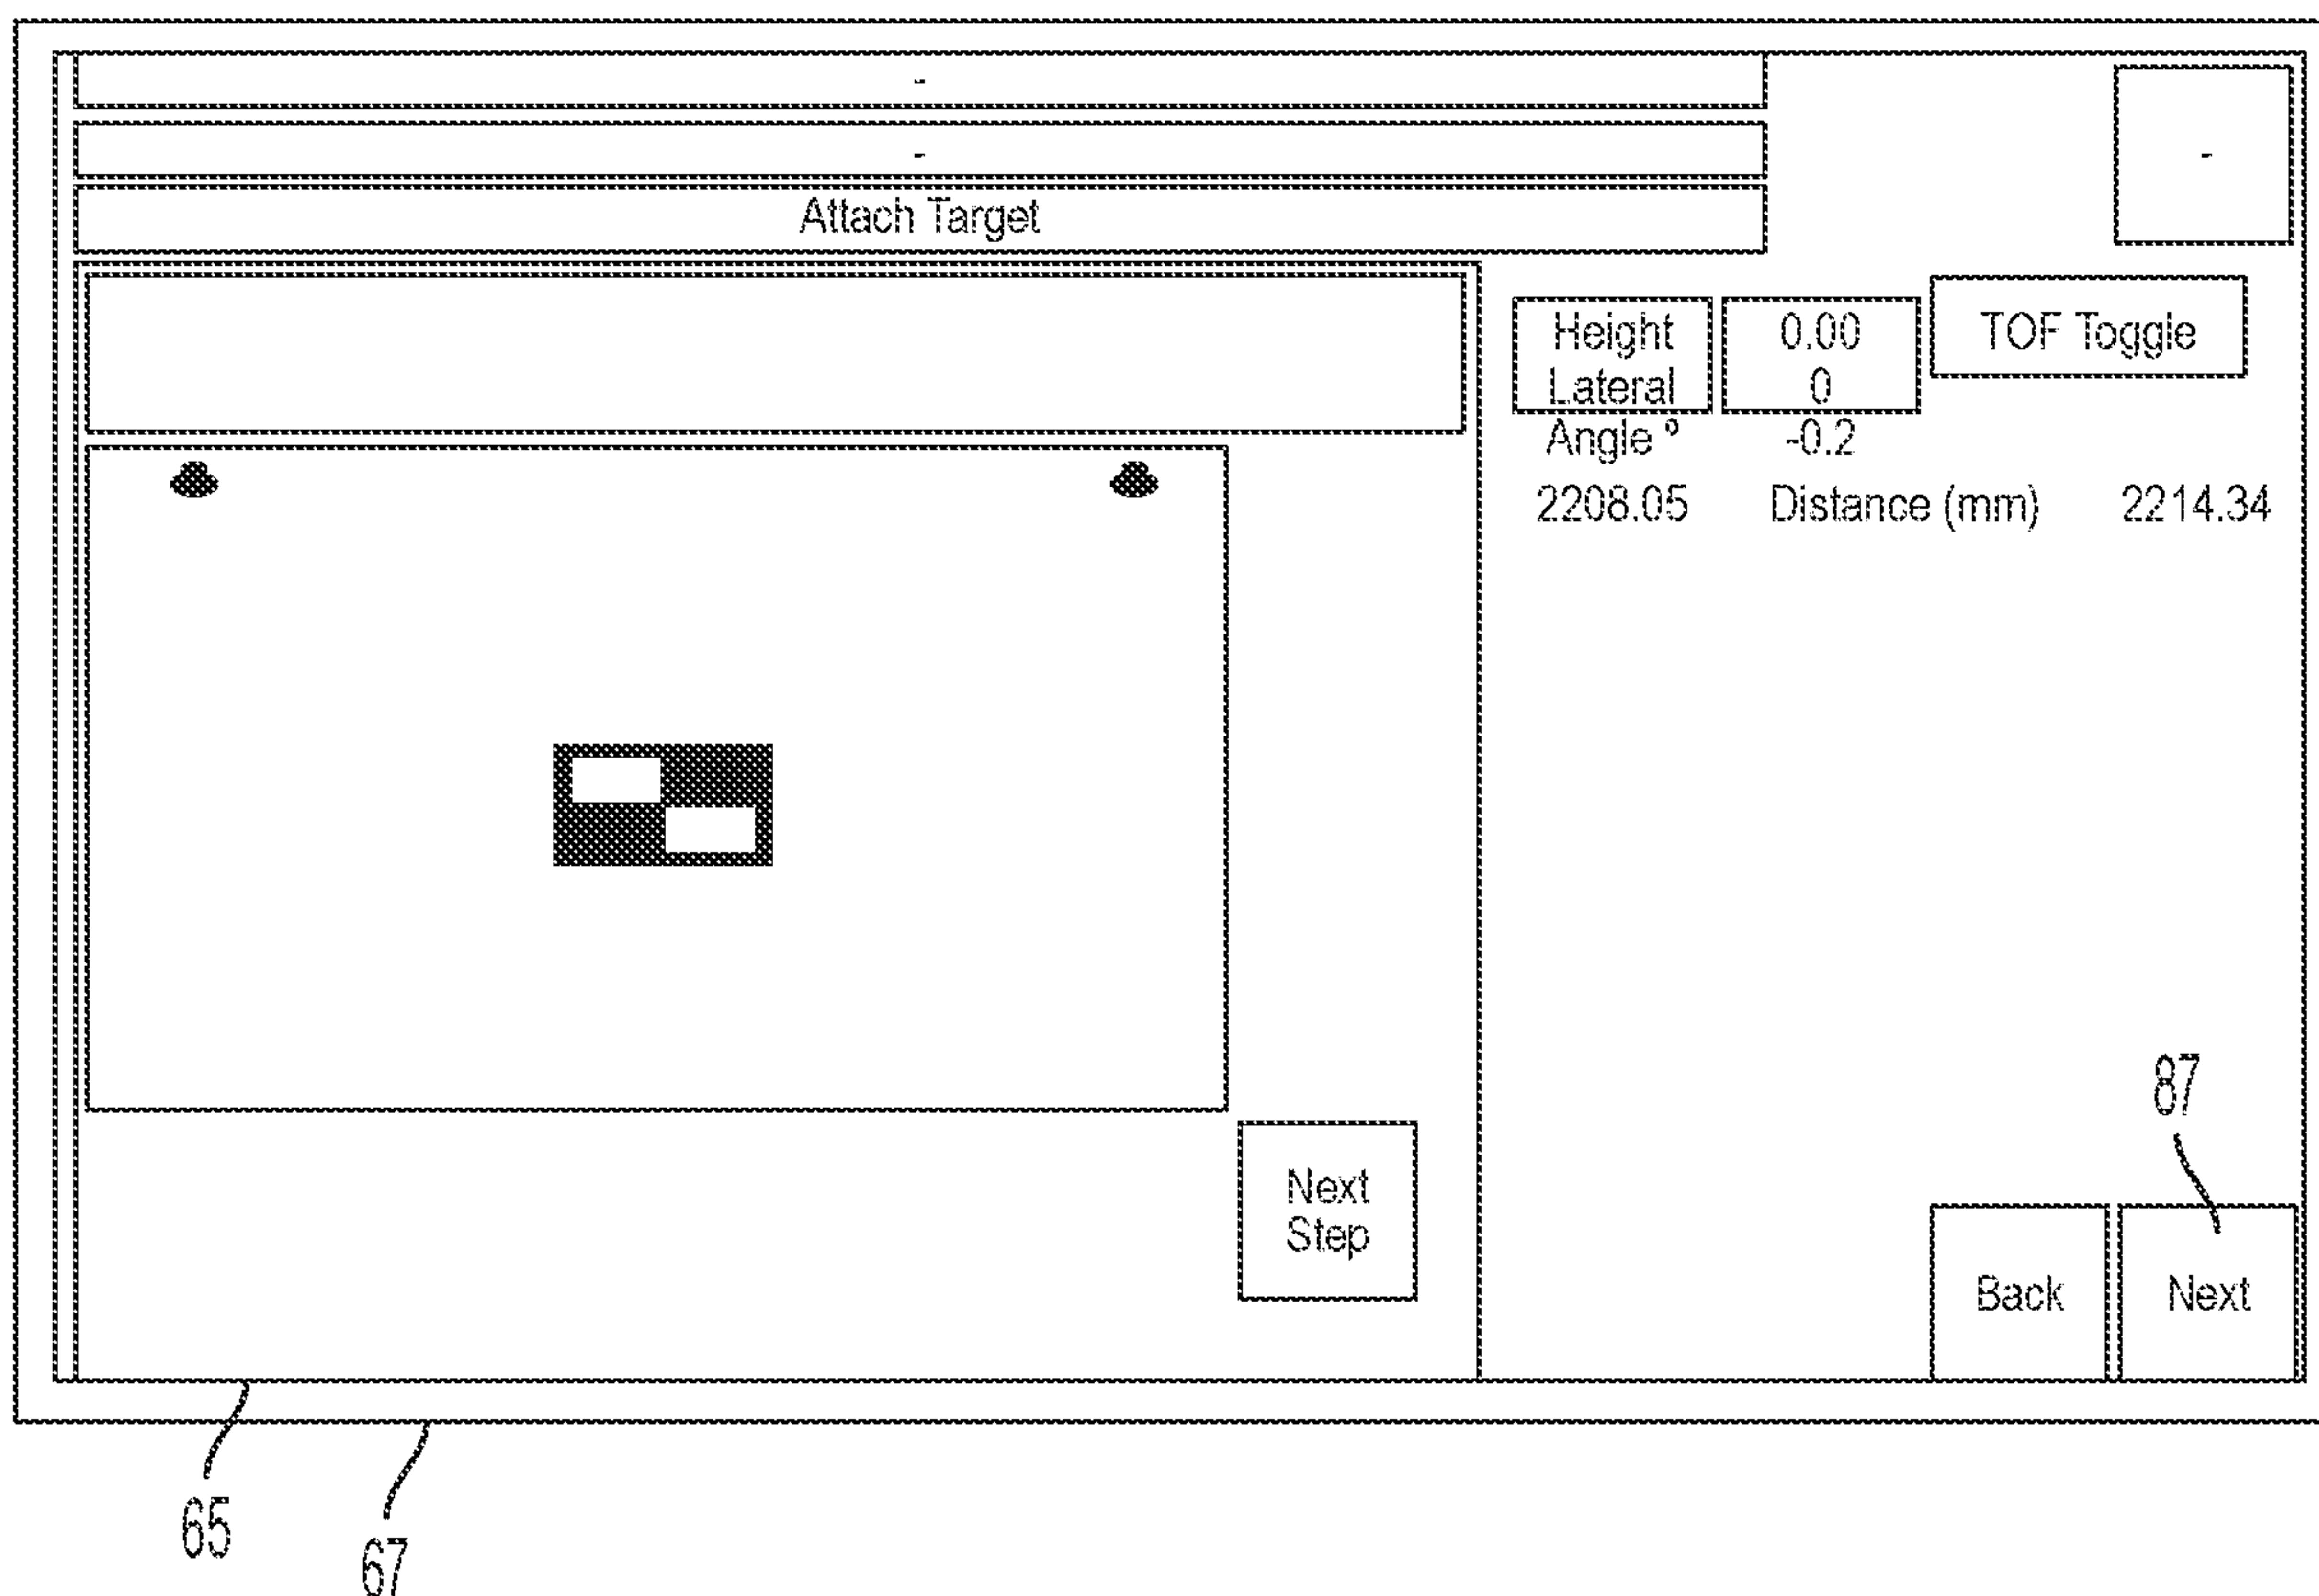 -
-
-
Attach Target
Height 0.00 TOF Toggle
Lateral 0
Angle ° -0.2
2208.05 Distance (mm) 2214.34
87
Next
Step
Back Next
65
67